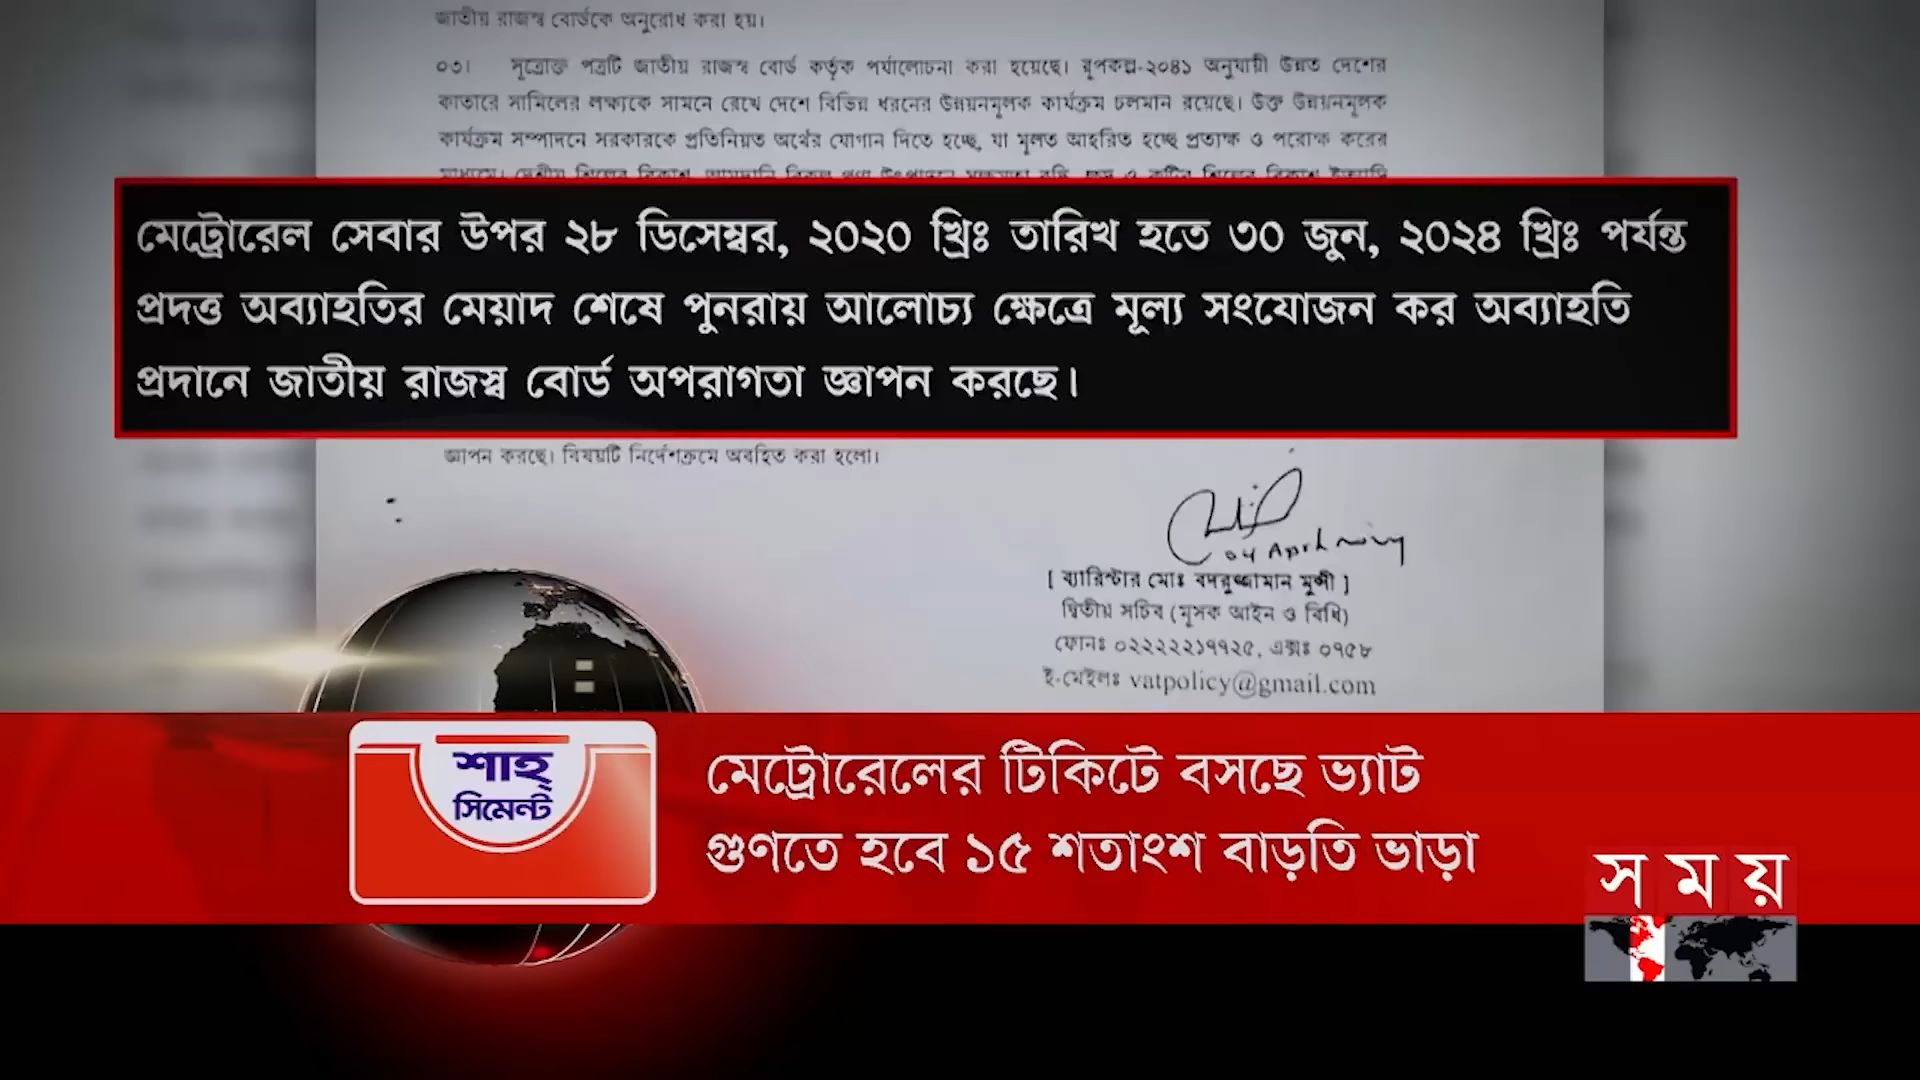 জাতীয় রাজস্ব বোর্ডকে অনুরোধ করা হয়।
০৩। সূত্রোক্ত পত্রটি জাতীয় রাজস্ব বোর্ড কর্তৃক পর্যালোচনা করা হয়েছে। রূপকল্প-২০৪১ অনুযায়ী উন্নত দেশের
কাতারে সামিলের লক্ষ্যকে সামনে রেখে দেশে বিভিন্ন ধরনের উন্নয়নমূলক কার্যক্রম চলমান রয়েছে। উক্ত উন্নয়নমূলক
কার্যক্রম সম্পাদনে সরকারকে প্রতিনিয়ত অর্থের যোগান দিতে হচ্ছে, যা মূলত আহরিত হচ্ছে প্রত্যক্ষ ও পরোক্ষ করের
মেট্রোরেল সেবার উপর ২৮ ডিসেম্বর, ২০২০ খ্রিঃ তারিখ হতে ৩০ জুন, ২০২৪ খ্রিঃ পর্যন্ত
প্রদত্ত অব্যাহতির মেয়াদ শেষে পুনরায় আলোচ্য ক্ষেত্রে মূল্য সংযোজন কর অব্যাহতি
প্রদানে জাতীয় রাজস্ব বোর্ড অপরাগতা জ্ঞাপন করছে।
জ্ঞাপন করছে। বিষয়টি নির্দেশক্রমে অবহিত করা হলো।
04 April
[ ব্যারিস্টার মোঃ বদরুজ্জামান মুন্সী ]
দ্বিতীয় সচিব (মূসক আইন ও বিধি)
ফোনঃ ০২২২২১৭৭২৫, এক্সঃ ০৭৫৮
ই-মেইলঃ vatpolicy@gmail.com
শাহ্
সিমেন্ট
মেট্রোরেলের টিকিটে বসছে ভ্যাট
গুণতে হবে ১৫ শতাংশ বাড়তি ভাড়া
সময়